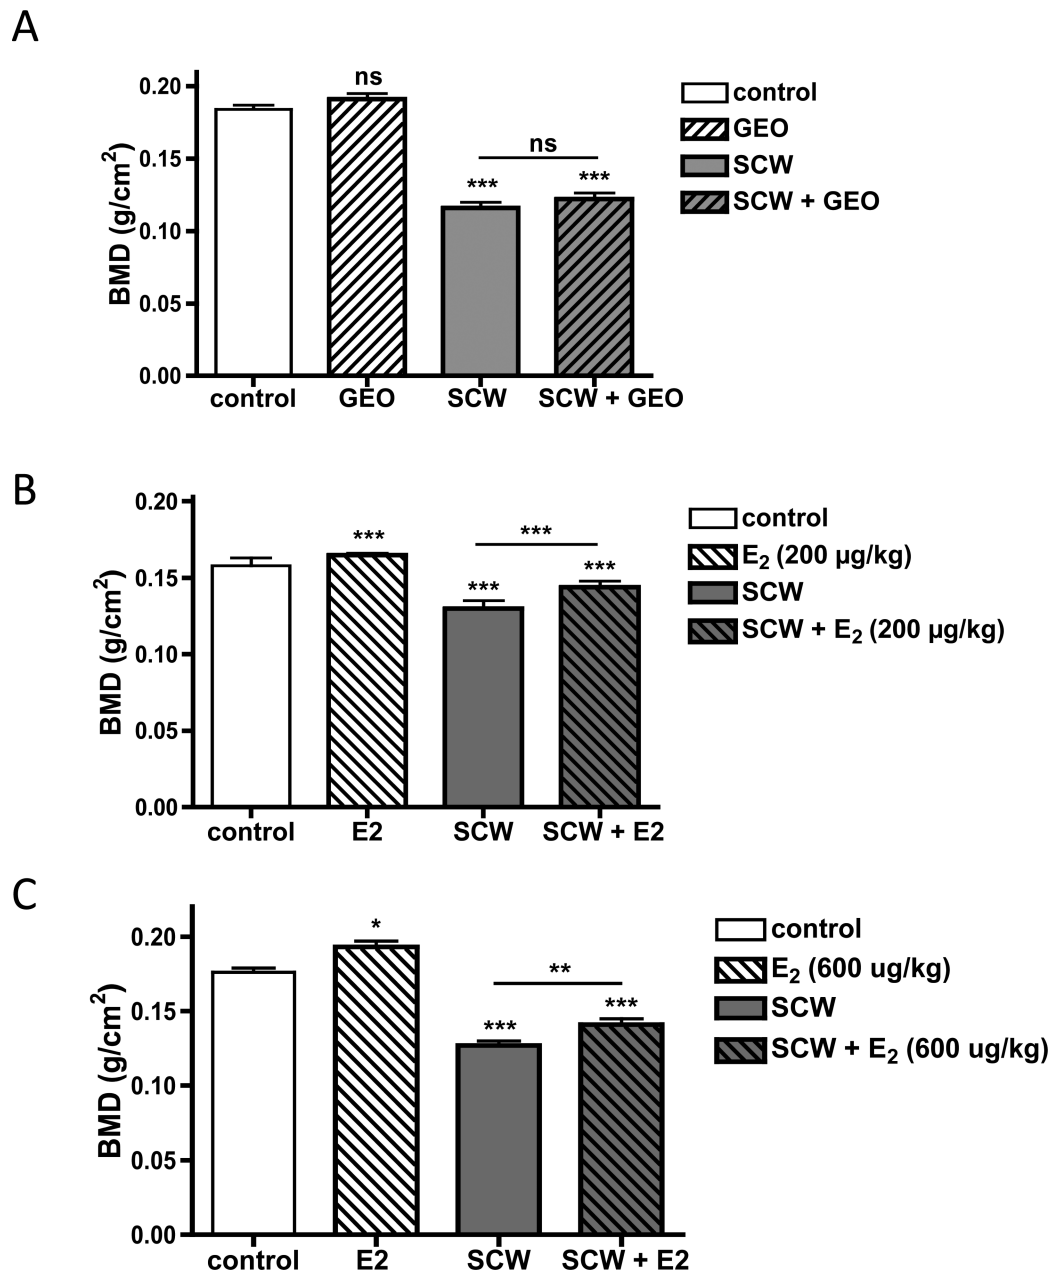 A
BMD (g/cm²)
0.20
0.15
0.10
0.05
0.00
ns
***
ns
***
control
GEO
SCW
SCW + GEO
control
GEO
SCW
SCW + GEO
B
BMD (g/cm²)
0.20
0.15
0.10
0.05
0.00
***
***
***
***
control
E2
SCW
SCW + E2
control
E₂ (200 µg/kg)
SCW
SCW + E₂ (200 µg/kg)
C
BMD (g/cm²)
0.20
0.15
0.10
0.05
0.00
*
***
**
***
control
E2
SCW
SCW + E2
control
E₂ (600 ug/kg)
SCW
SCW + E₂ (600 ug/kg)